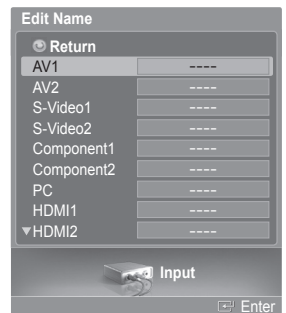 Edit Name
Return
AV1 ----
AV2 ----
S-Video1 ----
S-Video2 ----
Component1 ----
Component2 ----
PC ----
HDMI1 ----
▼HDMI2 ----
Input
Enter